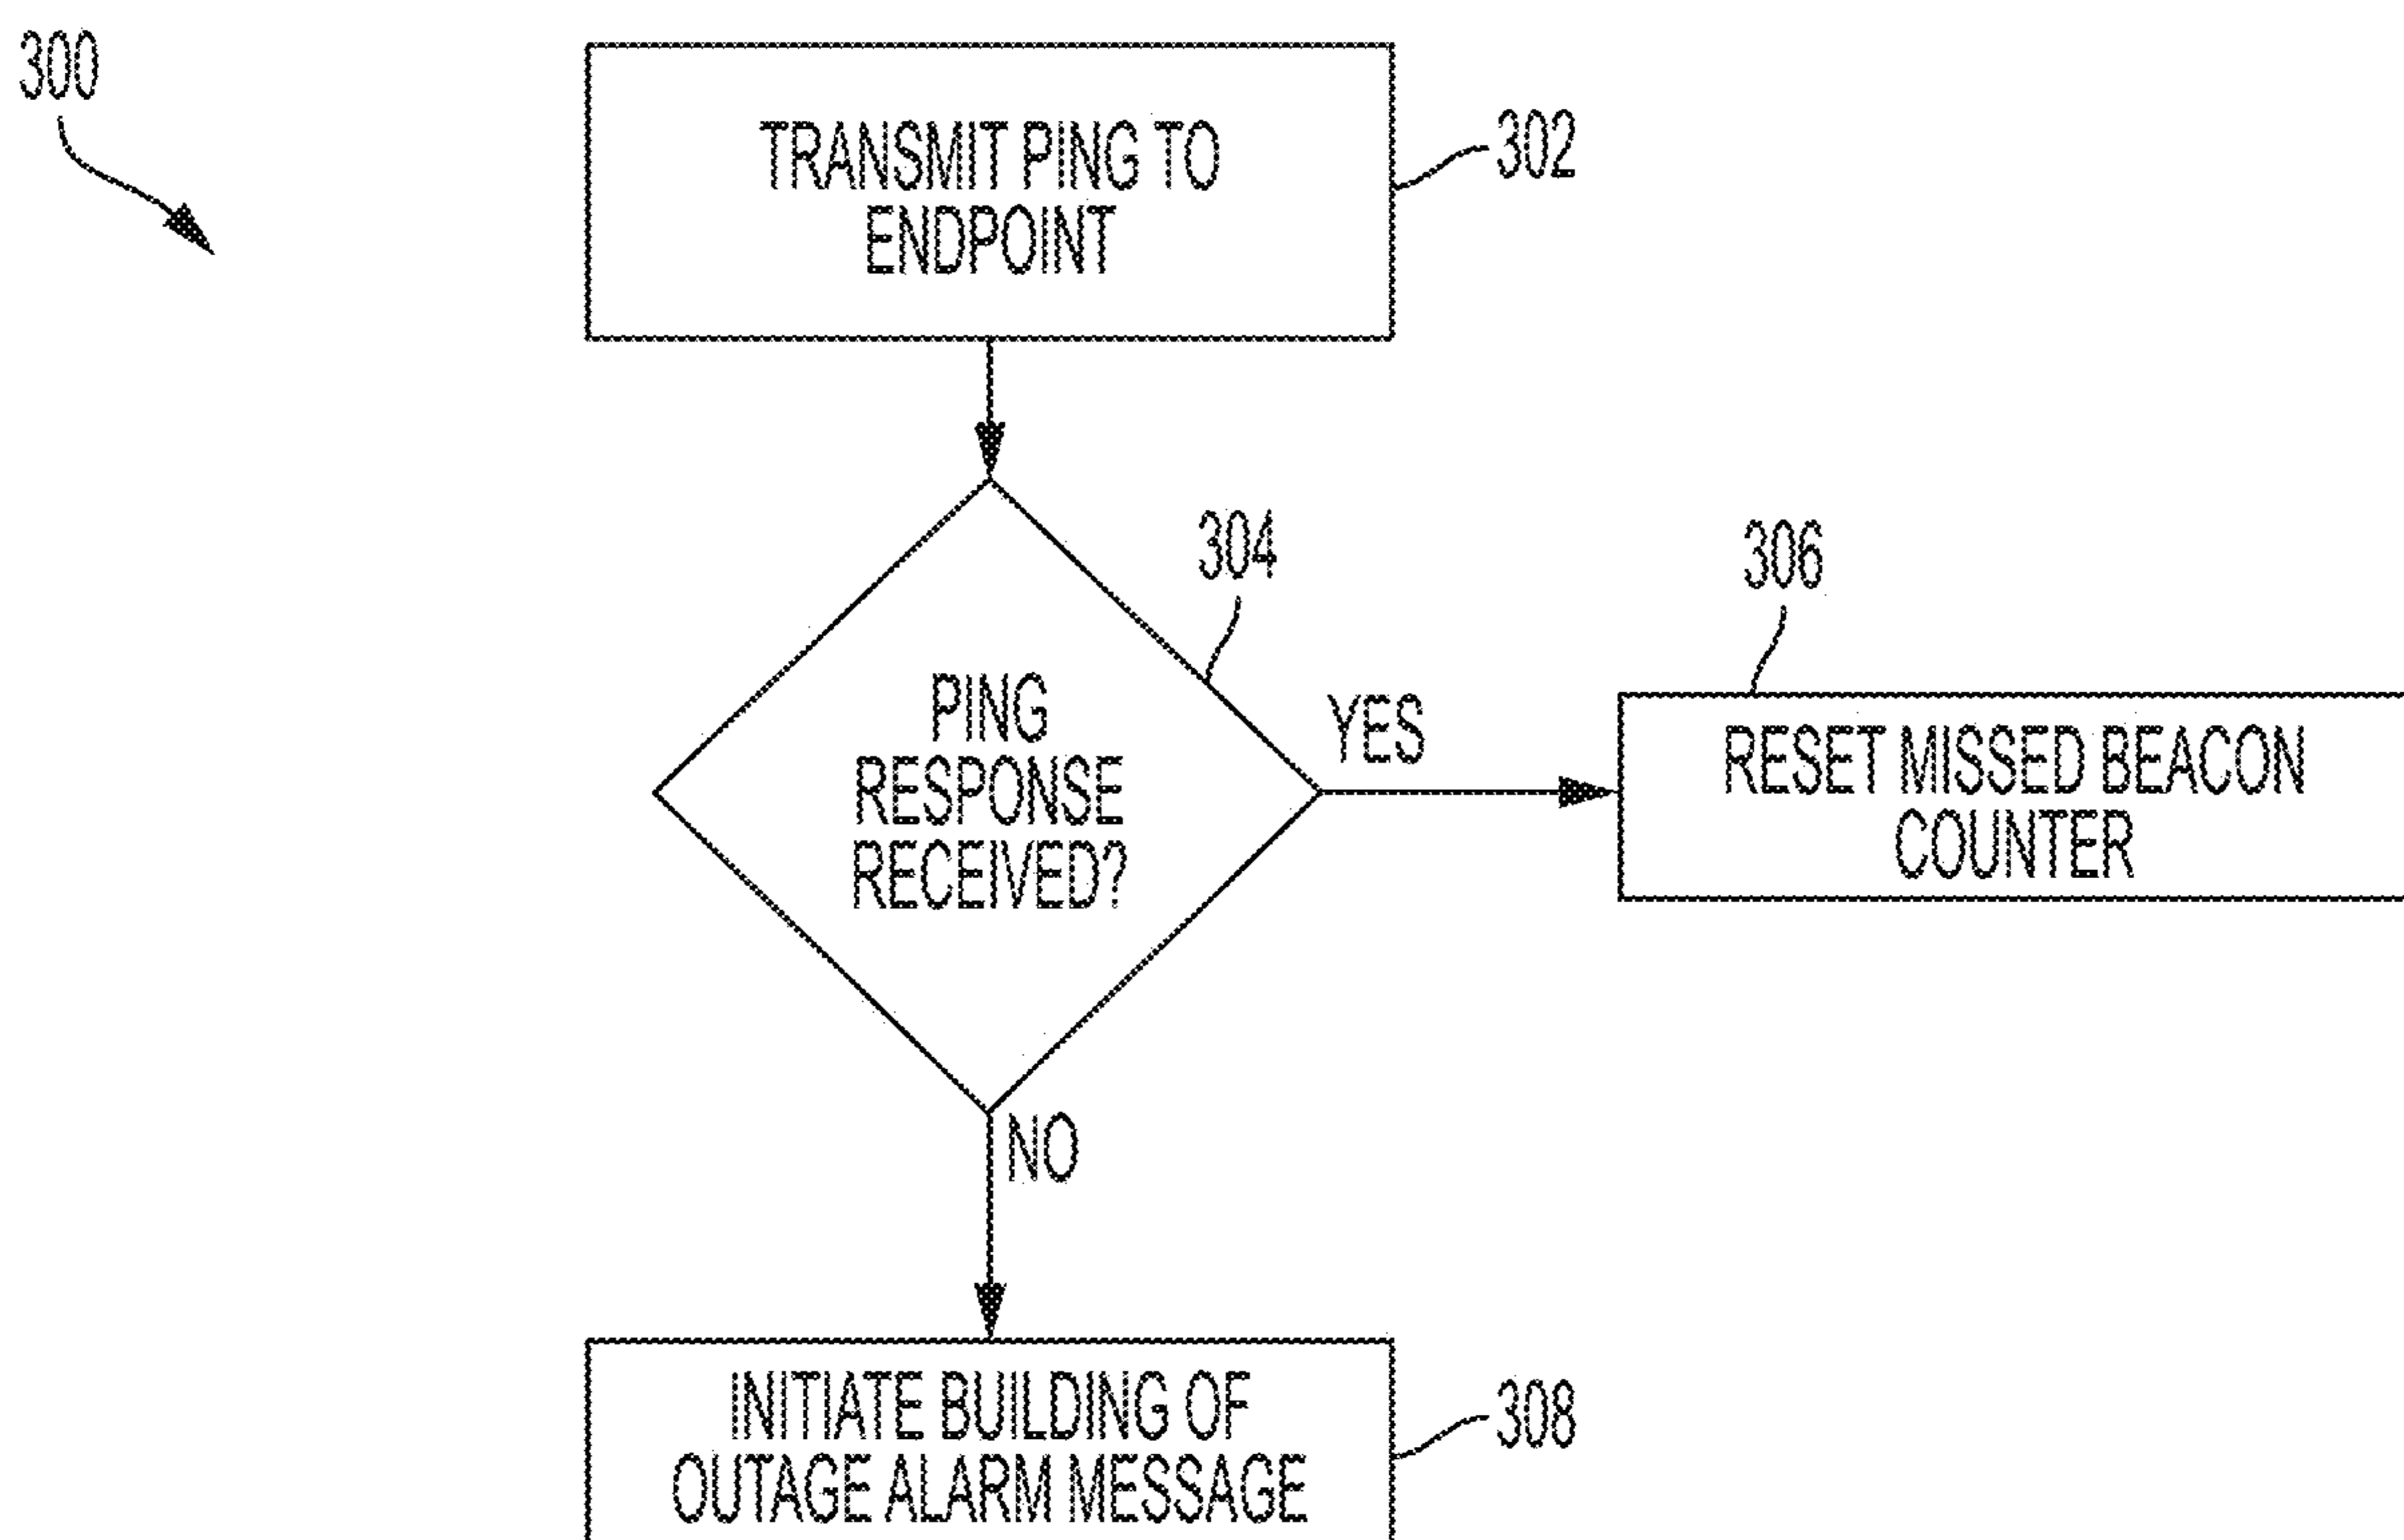 300
TRANSMIT PING TO
ENDPOINT
302
304
306
PING
RESPONSE
RECEIVED?
YES
RESET MISSED BEACON
COUNTER
NO
INITIATE BUILDING OF
OUTAGE ALARM MESSAGE
308